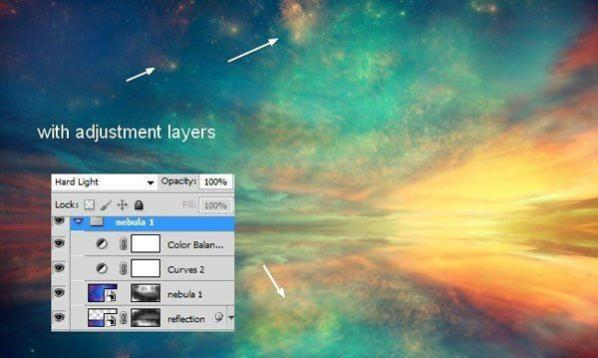 with adjustment layers
Hard Light Opacity: 100%
Lock: Fill: 100%
nebula 1
Color Balan...
Curves 2
nebula 1
reflection